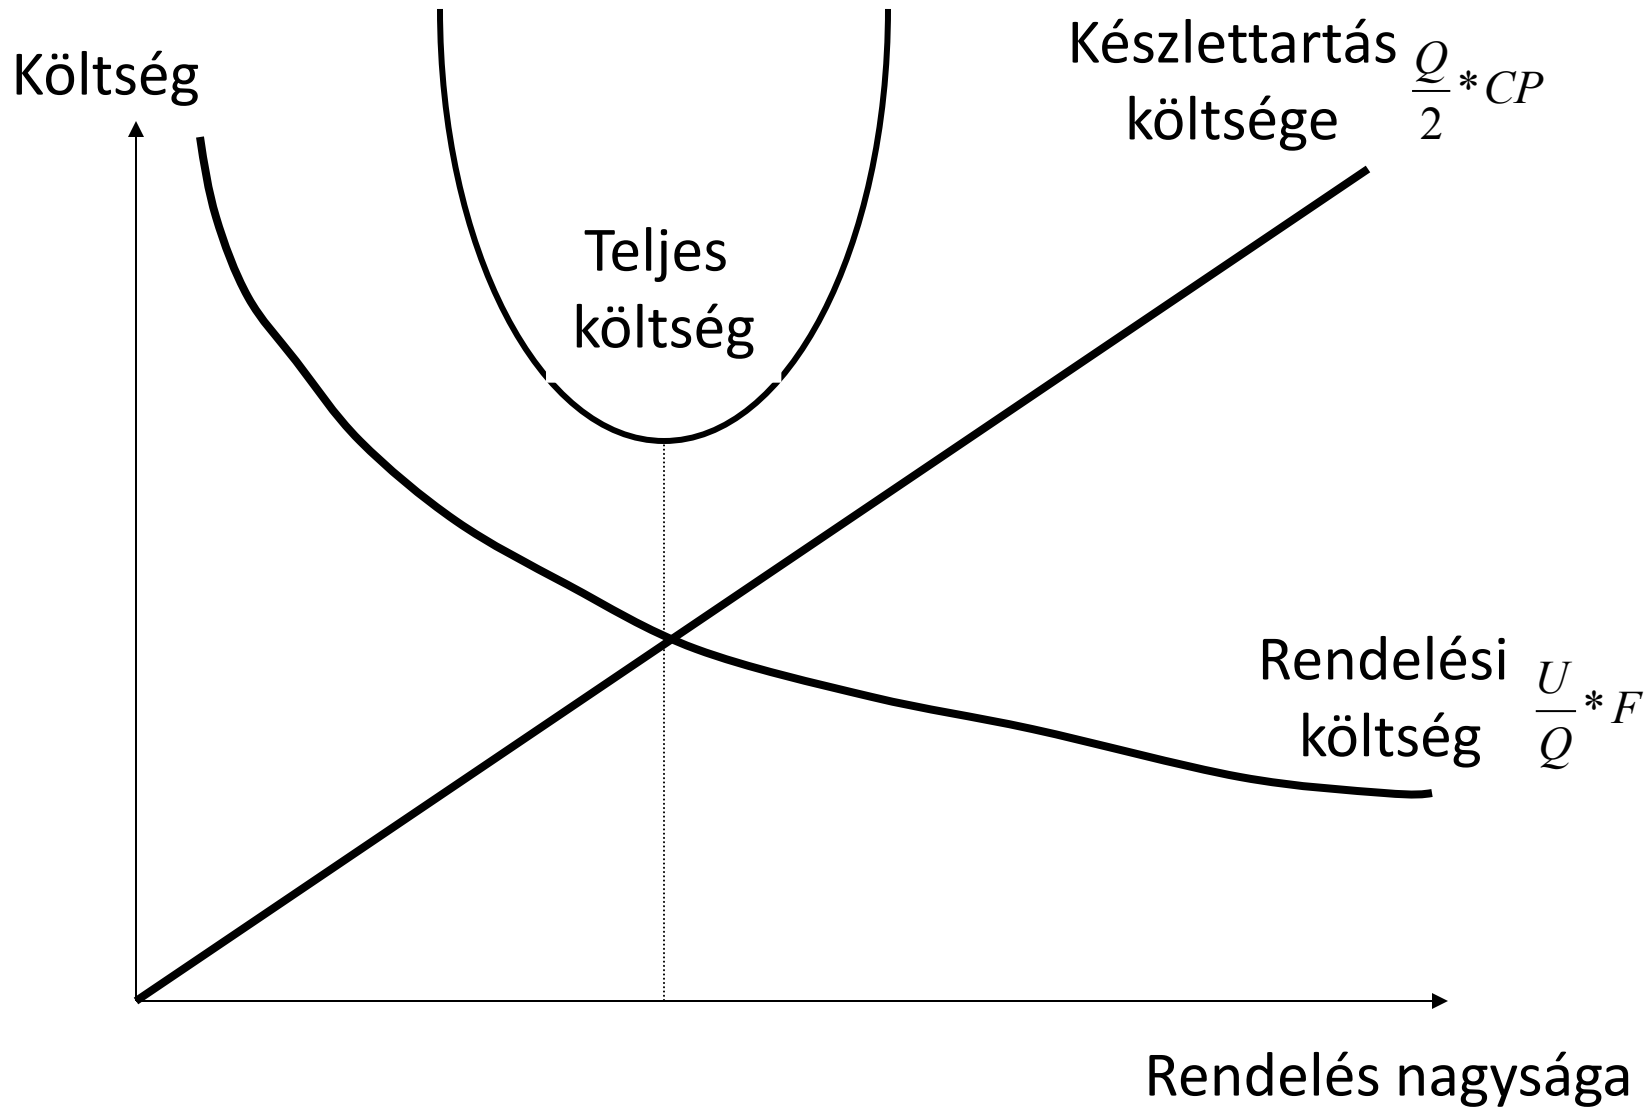 Költség
Készlettartás
költsége
Q/2 * CP
Teljes
költség
Rendelési
költség
U/Q * F
Rendelés nagysága